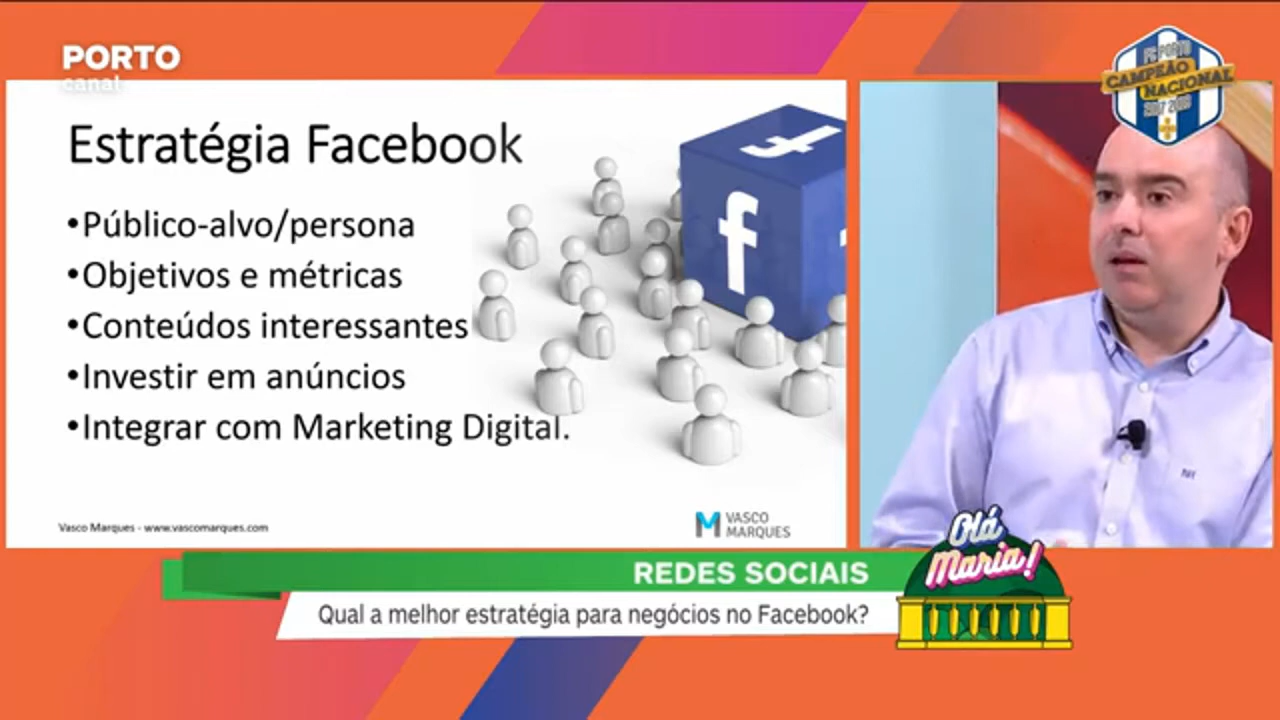 PORTO
canal
FC PORTO
CAMPEÃO
NACIONAL
Estratégia Facebook
•Público-alvo/persona
•Objetivos e métricas
•Conteúdos interessantes
•Investir em anúncios
•Integrar com Marketing Digital.
f
f
Vasco Marques - www.vascomarques.com
VASCO
MARQUES
Olá
Maria!
REDES SOCIAIS
Qual a melhor estratégia para negócios no Facebook?